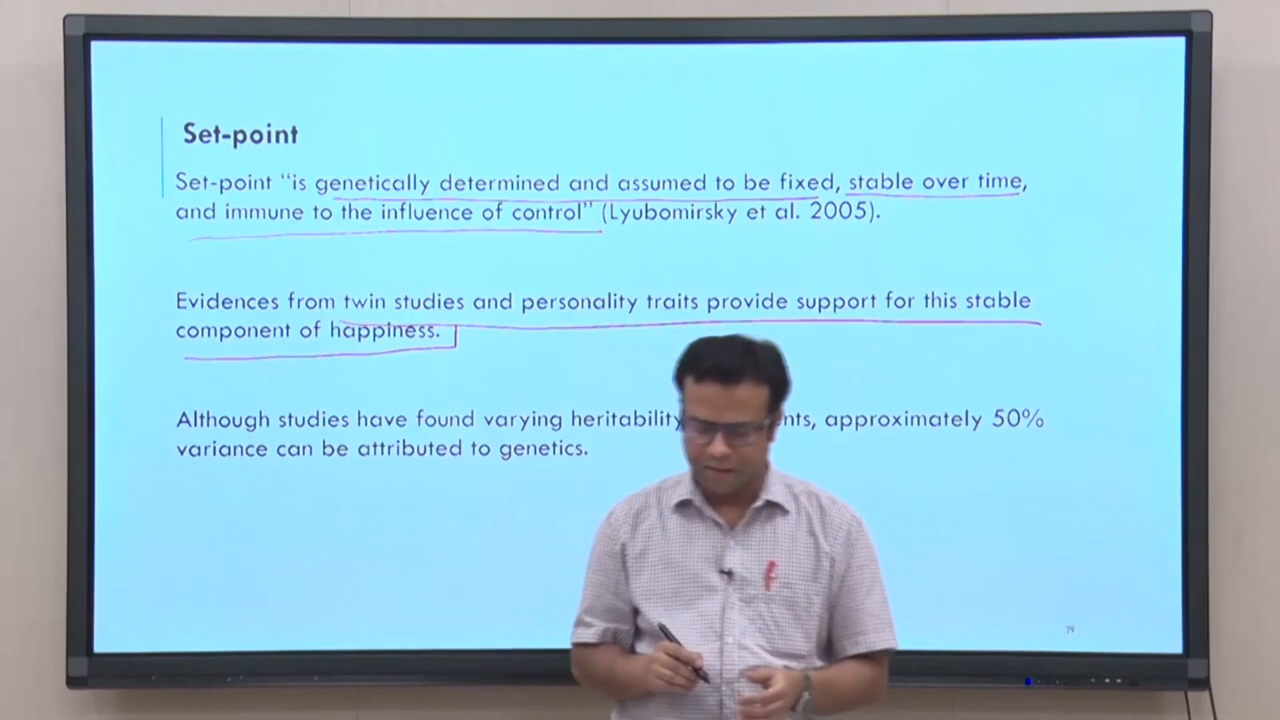 Set-point
Set-point “is genetically determined and assumed to be fixed, stable over time,
and immune to the influence of control” (Lyubomirsky et al. 2005).
Evidences from twin studies and personality traits provide support for this stable
component of happiness.
Although studies have found varying heritability nts, approximately 50%
variance can be attributed to genetics.
79